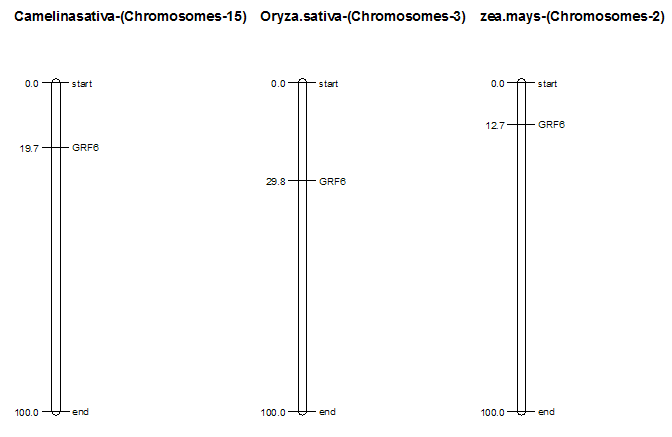 Camelinasativa-(Chromosomes-15) Oryza.sativa-(Chromosomes-3) zea.mays-(Chromosomes-2)
0.0 start 0.0 start 0.0 start
12.7 GRF6
19.7 GRF6
29.8 GRF6
100.0 end 100.0 end 100.0 end